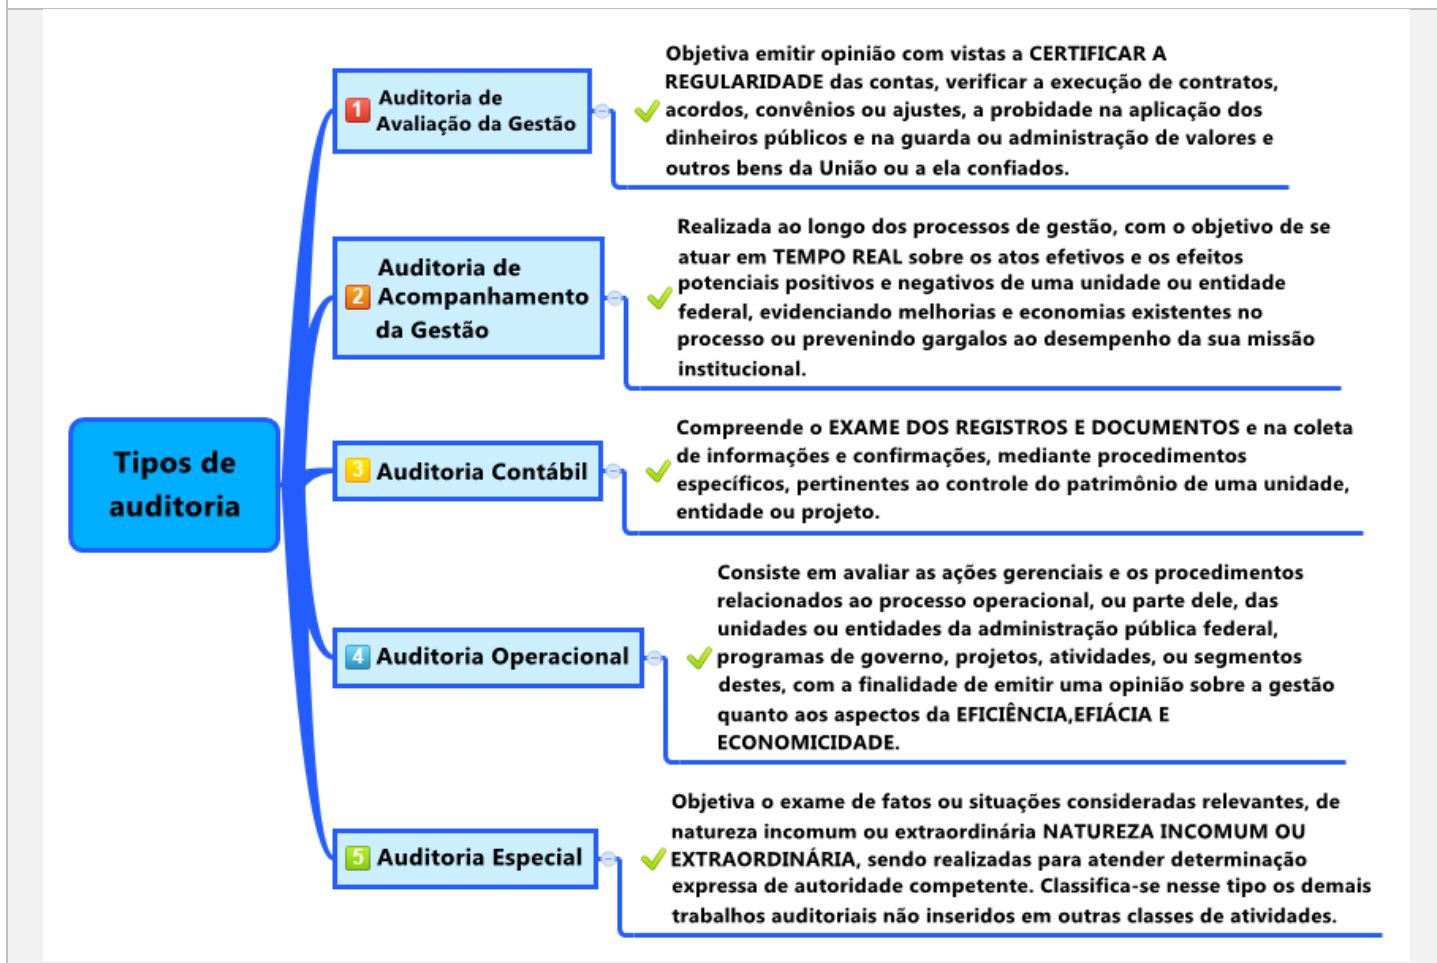 Tipos de
auditoria
1
Auditoria de
Avaliação da Gestão
Objetiva emitir opinião com vistas a CERTIFICAR A
REGULARIDADE das contas, verificar a execução de contratos,
acordos, convênios ou ajustes, a probidade na aplicação dos
dinheiros públicos e na guarda ou administração de valores e
outros bens da União ou a ela confiados.
2
Auditoria de
Acompanhamento
da Gestão
Realizada ao longo dos processos de gestão, com o objetivo de se
atuar em TEMPO REAL sobre os atos efetivos e os efeitos
potenciais positivos e negativos de uma unidade ou entidade
federal, evidenciando melhorias e economias existentes no
processo ou prevenindo gargalos ao desempenho da sua missão
institucional.
3 Auditoria Contábil
Compreende o EXAME DOS REGISTROS E DOCUMENTOS e na coleta
de informações e confirmações, mediante procedimentos
específicos, pertinentes ao controle do patrimônio de uma unidade,
entidade ou projeto.
4 Auditoria Operacional
Consiste em avaliar as ações gerenciais e os procedimentos
relacionados ao processo operacional, ou parte dele, das
unidades ou entidades da administração pública federal,
programas de governo, projetos, atividades, ou segmentos
destes, com a finalidade de emitir uma opinião sobre a gestão
quanto aos aspectos da EFICIÊNCIA,EFIÁCIA E
ECONOMICIDADE.
5 Auditoria Especial
Objetiva o exame de fatos ou situações consideradas relevantes, de
natureza incomum ou extraordinária NATUREZA INCOMUM OU
EXTRAORDINÁRIA, sendo realizadas para atender determinação
expressa de autoridade competente. Classifica-se nesse tipo os demais
trabalhos auditoriais não inseridos em outras classes de atividades.